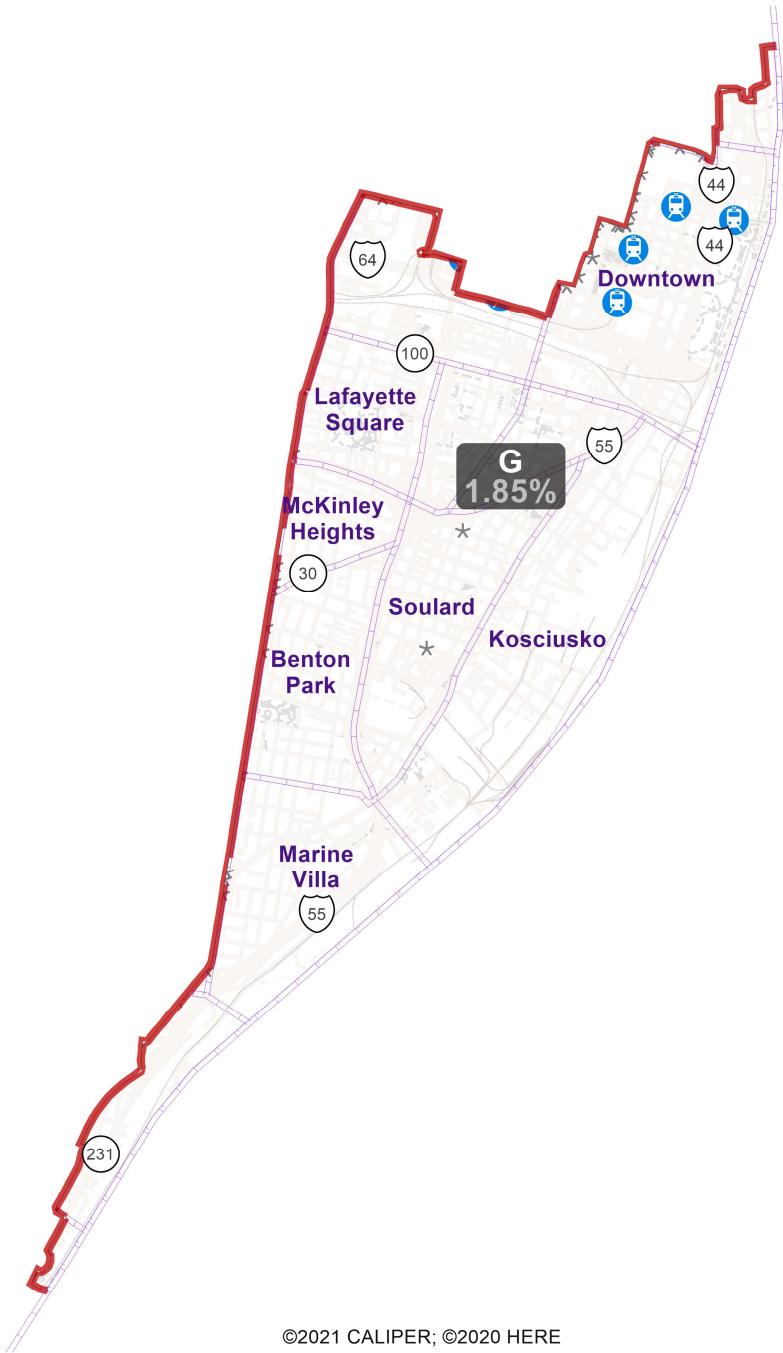 44
44
64
Downtown
100
Lafayette
Square
55
G
1.85%
McKinley
Heights
30
Soulard
Kosciusko
Benton
Park
Marine
Villa
55
231
©2021 CALIPER; ©2020 HERE